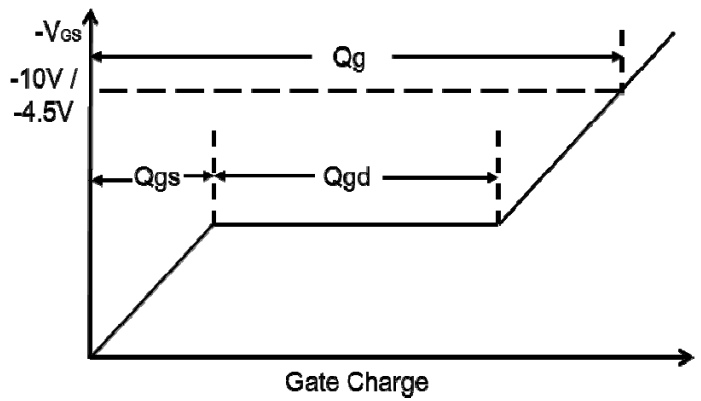 -VGS
Qg
-10V /
-4.5V
Qgs
Qgd
Gate Charge